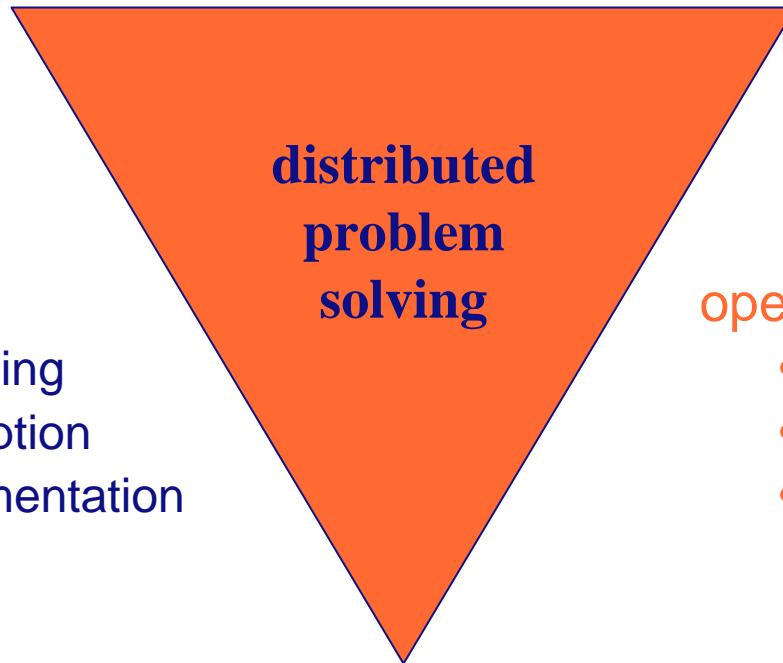 distributed
problem
solving
ope
•
•
•
ing
otion
nentation